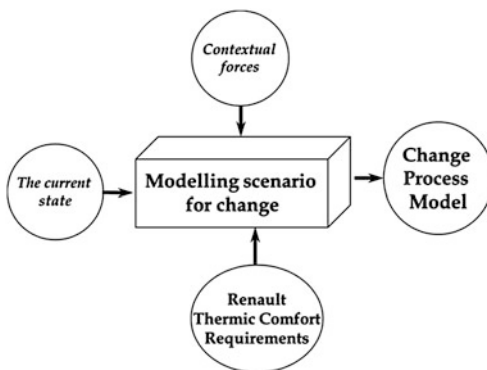 Contextual
forces
The current
state
Modelling scenario
for change
Change
Process
Model
Renault
Thermic Comfort
Requirements